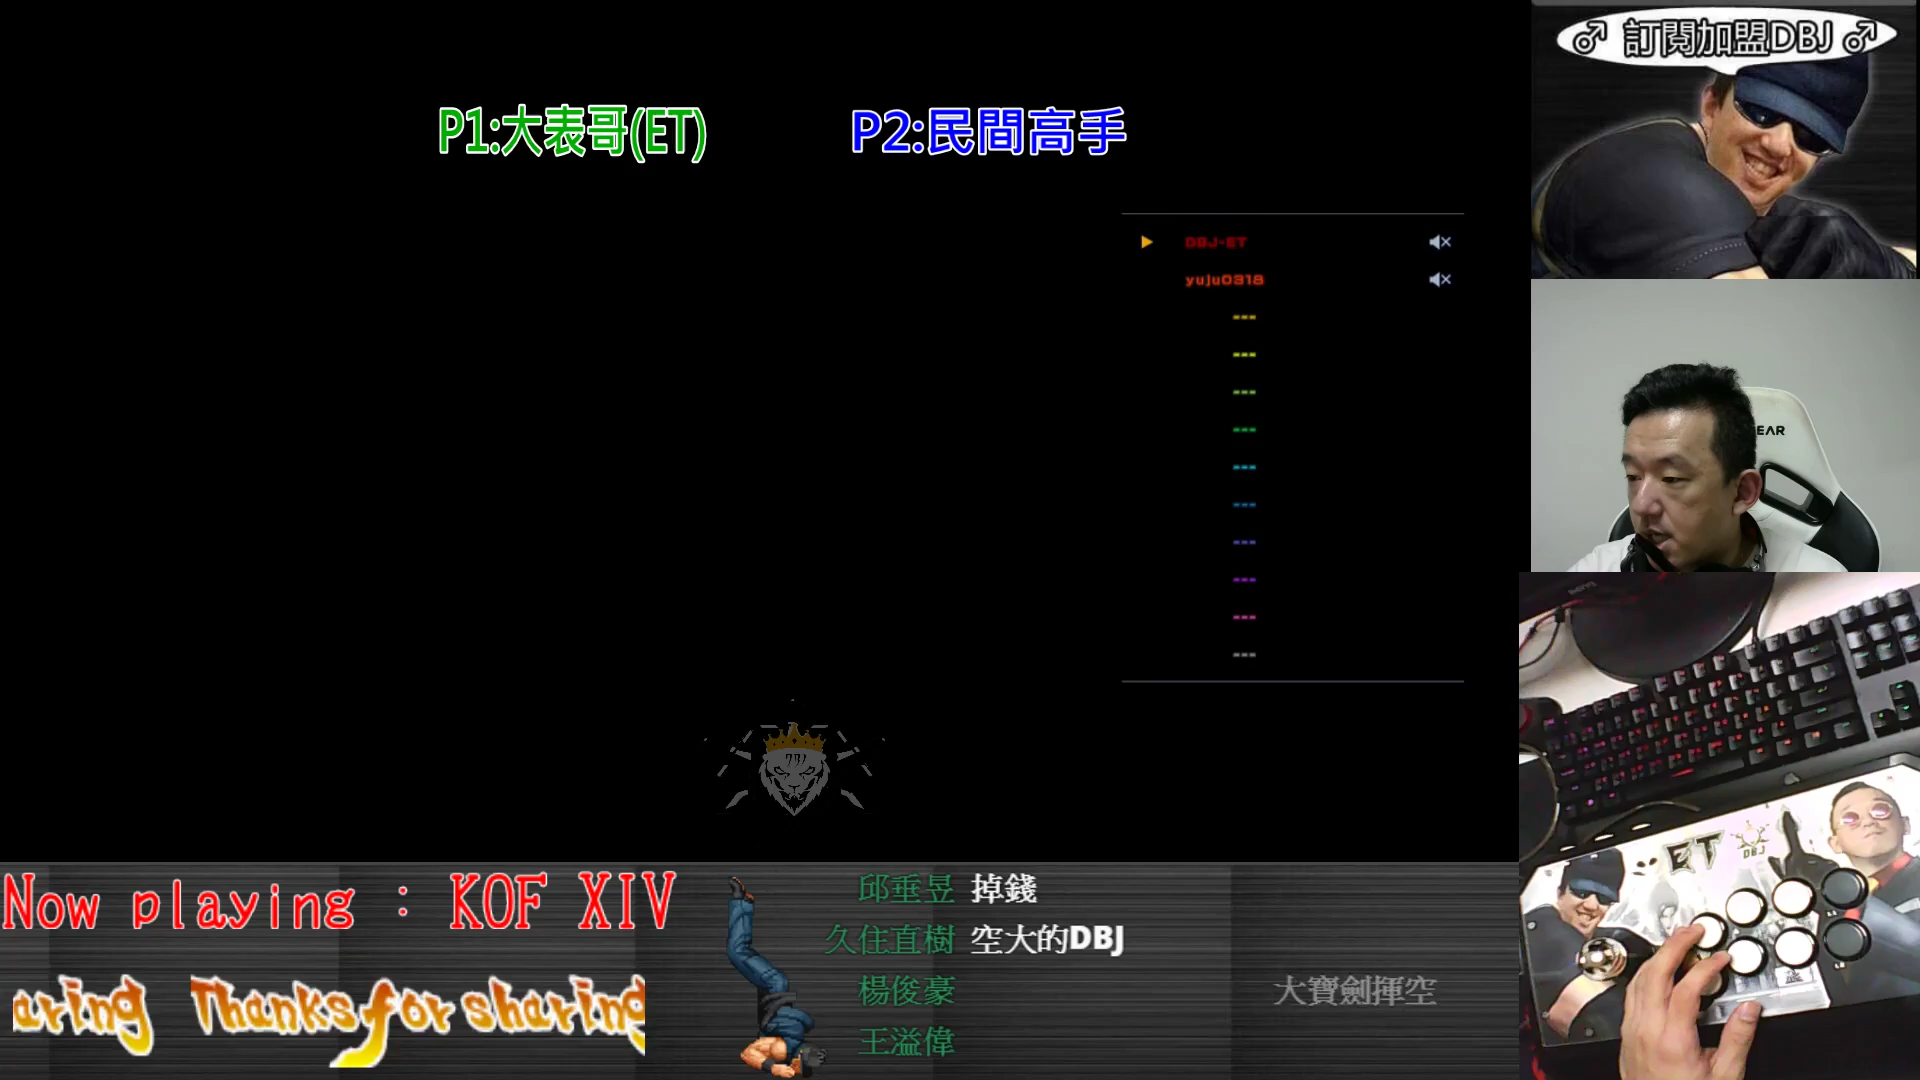 ♂ 訂閱加盟DBJ ♂
P1:大表哥(ET)
P2:民間高手
DBJ-ET
yuju0318
---
---
---
---
---
---
---
---
---
---
EAR
ET
DBJ
Now playing : KOF XIV
aring Thanks for sharing
邱垂昱 掉錢
久住直樹 空大的DBJ
楊俊豪 大寶劍揮空
王溢偉